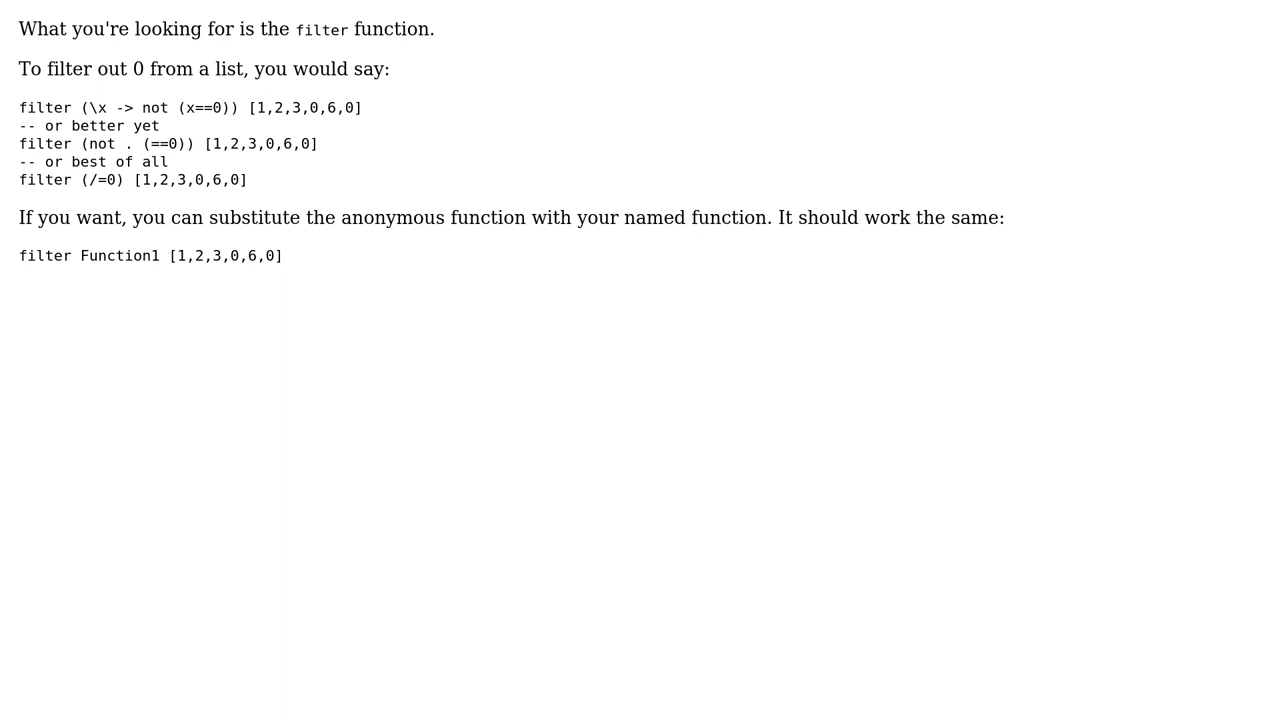 What you're looking for is the filter function.
To filter out 0 from a list, you would say:
filter (\x -> not (x==0)) [1,2,3,0,6,0]
-- or better yet
filter (not . (==0)) [1,2,3,0,6,0]
-- or best of all
filter (/=0) [1,2,3,0,6,0]
If you want, you can substitute the anonymous function with your named function. It should work the same:
filter Function1 [1,2,3,0,6,0]